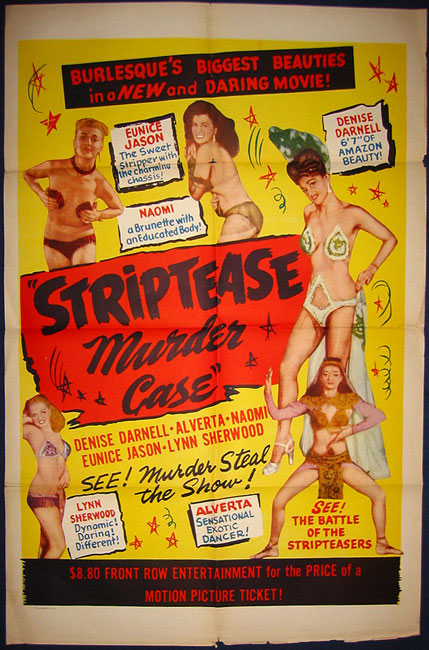 BURLESQUE'S BIGGEST BEAUTIES
in a NEW and DARING MOVIE!
EUNICE
JASON
The Sweet
Stripper with
the charming
chassis!
DENISE
DARNELL
6'7" OF
AMAZON
BEAUTY!
NAOMI
a Brunette with
an Educated Body!
"STRIPTEASE
Murder
Case"
DENISE DARNELL · ALVERTA · NAOMI
EUNICE JASON · LYNN SHERWOOD
SEE! Murder Steal
the Show!
LYNN
SHERWOOD
Dynamic!
Daring!
Different!
ALVERTA
SENSATIONAL
EXOTIC
DANCER!
SEE!
THE BATTLE
OF THE
STRIPTEASERS
$8.80 FRONT ROW ENTERTAINMENT for the PRICE of a
MOTION PICTURE TICKET!